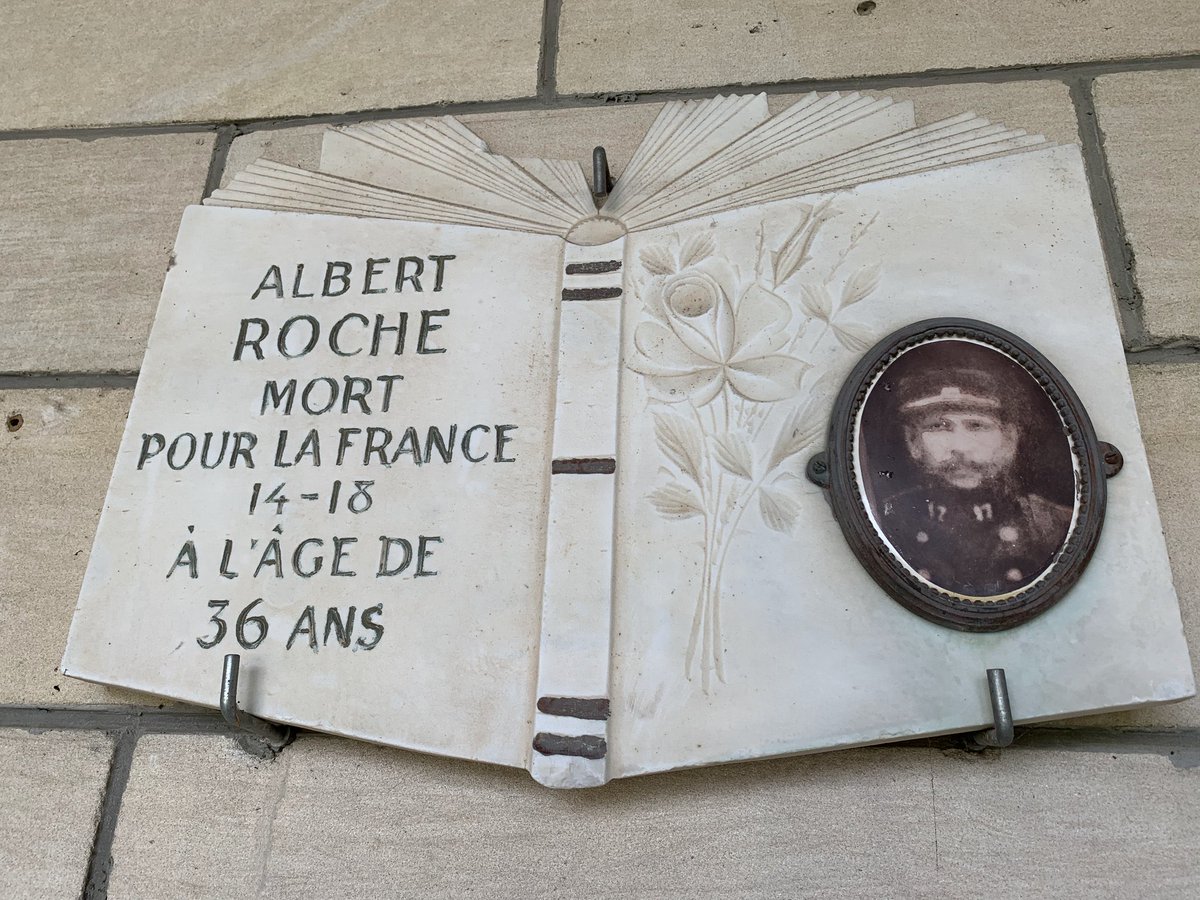 ALBERT
ROCHE
MORT
POUR LA FRANCE
14-18
À L'ÂGE DE
36 ANS